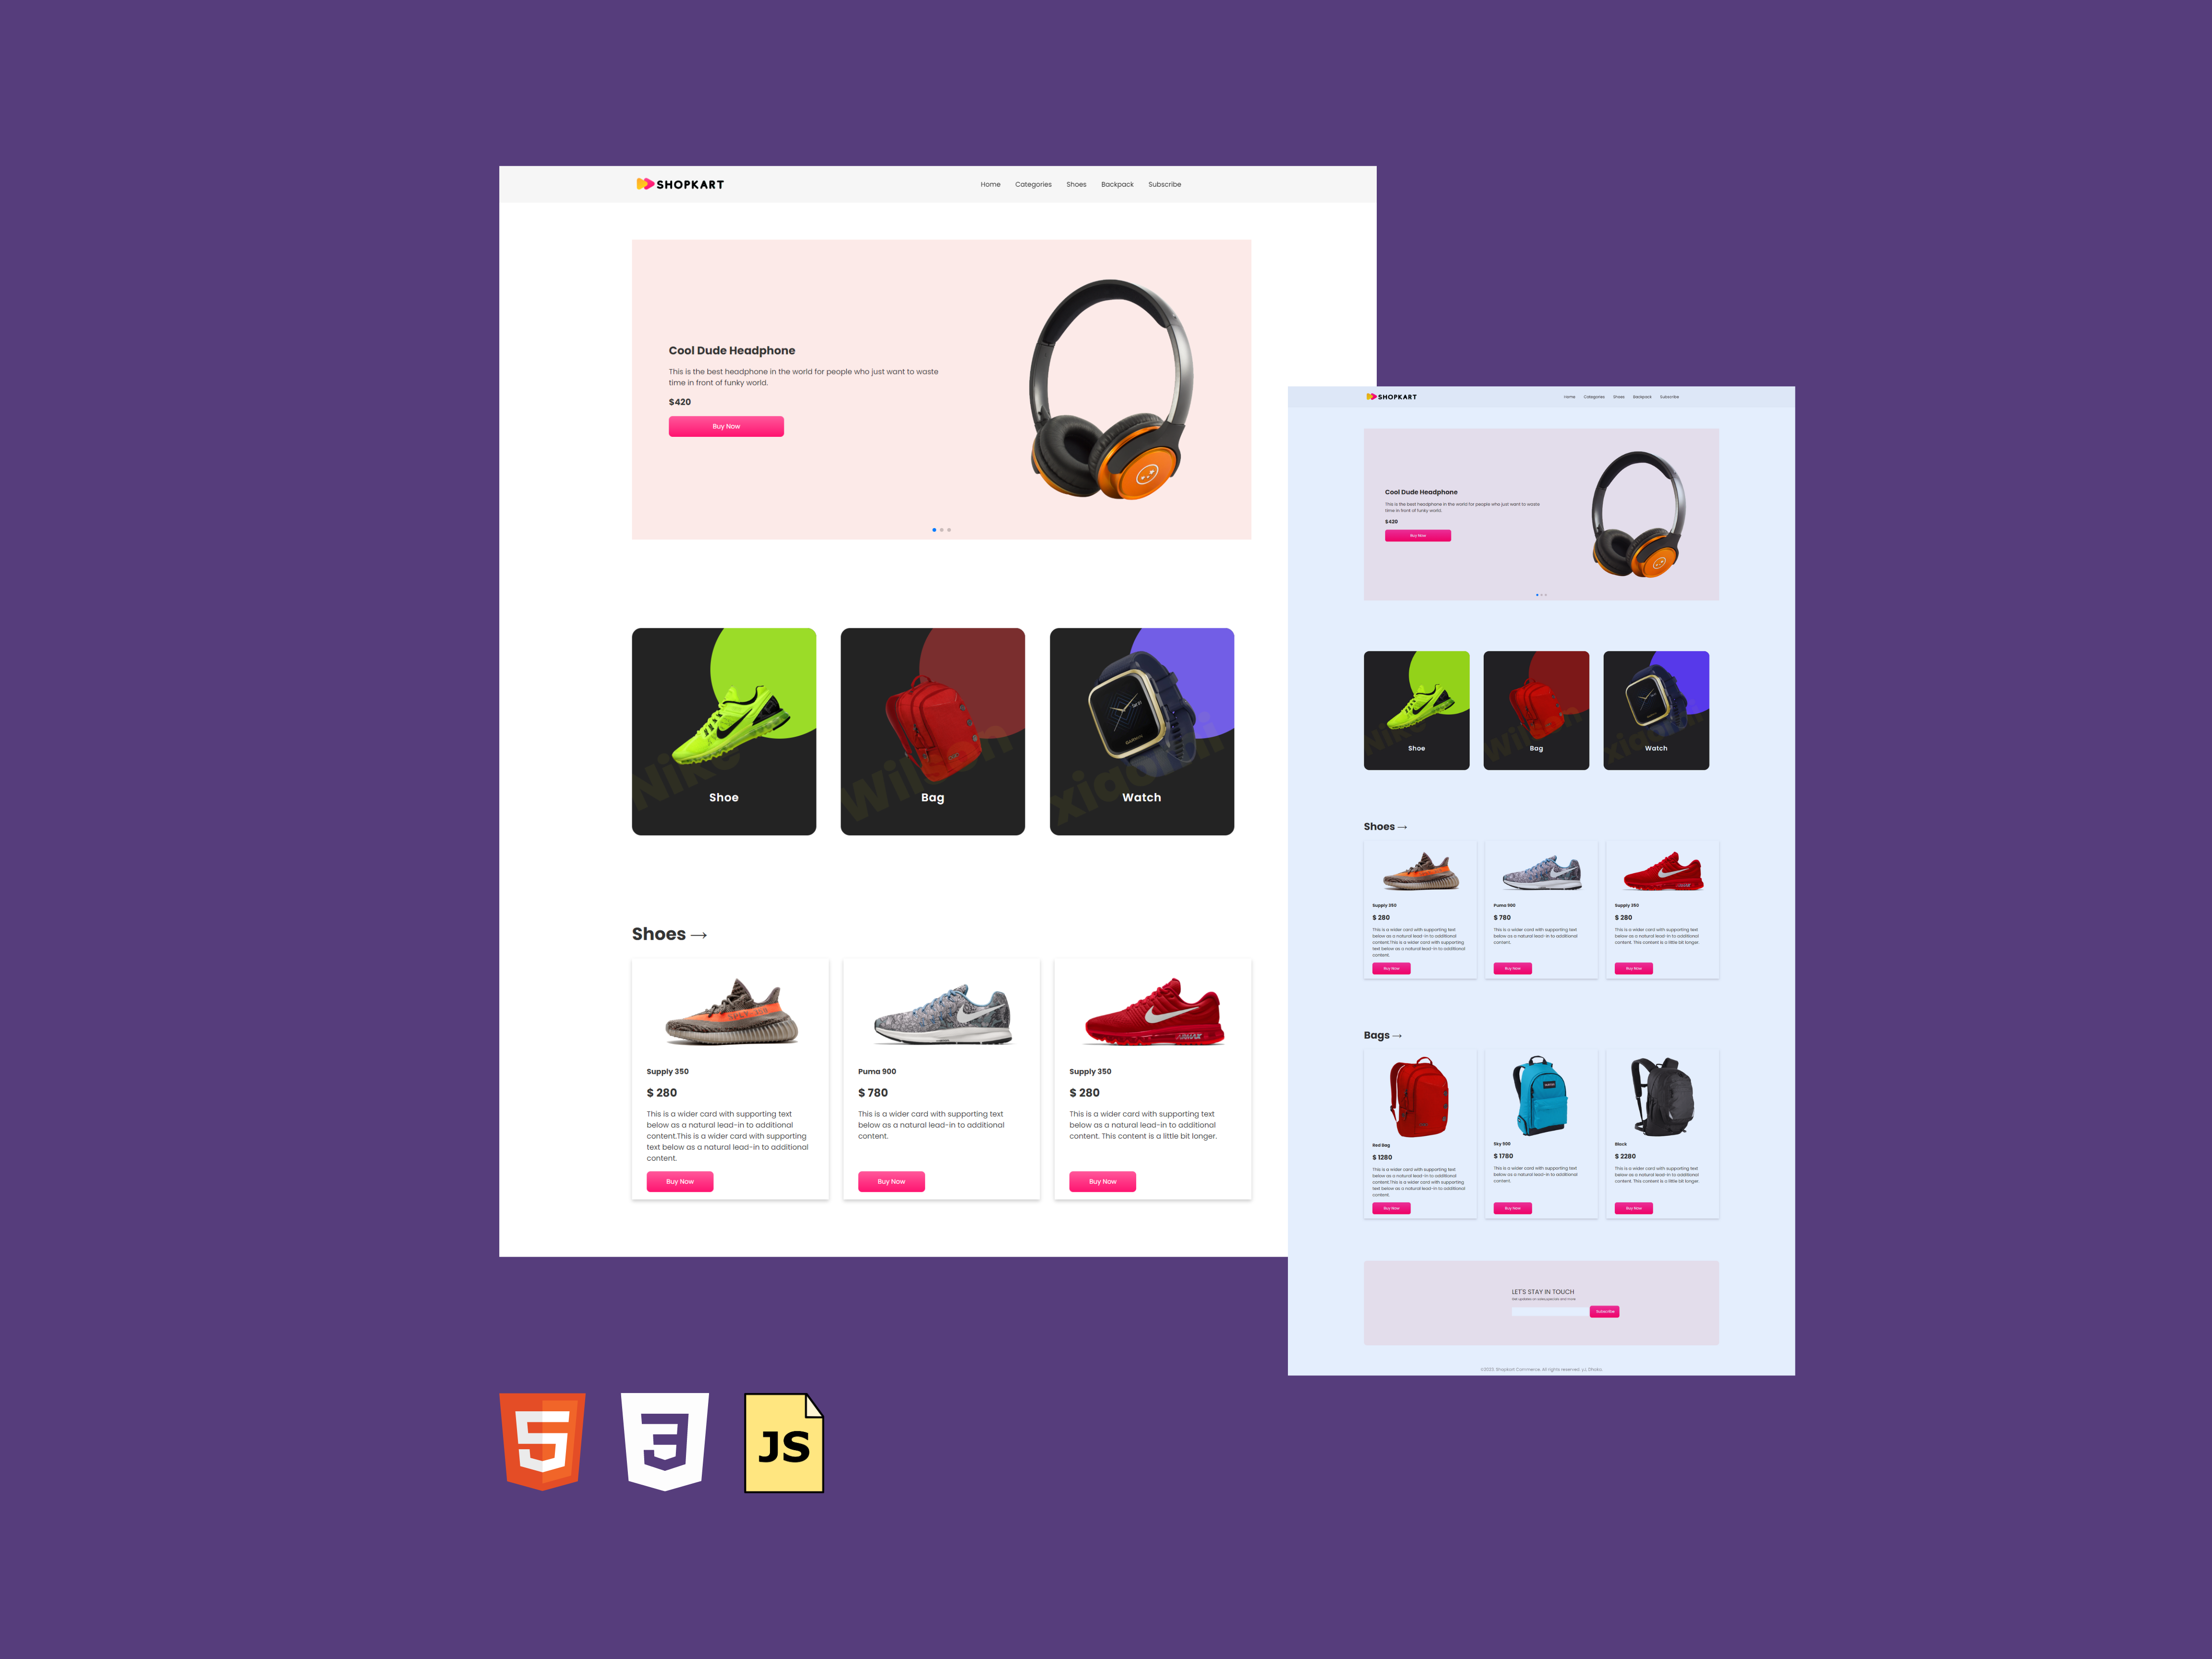 SHOPKART
Home Categories Shoes Backpack Subscribe
Cool Dude Headphone
This is the best headphone in the world for people who just want to waste
time in front of funky world.
$420
Buy Now
Nike
Shoe
Wilson
Bag
xiaomi
Watch
Shoes →
SPLY-350
Supply 350
$ 280
This is a wider card with supporting text
below as a natural lead-in to additional
content.This is a wider card with supporting
text below as a natural lead-in to additional
content.
Buy Now
Puma 900
$ 780
This is a wider card with supporting text
below as a natural lead-in to additional
content.
Buy Now
Supply 350
$ 280
This is a wider card with supporting text
below as a natural lead-in to additional
content. This content is a little bit longer.
Buy Now
SHOPKART
Home Categories Shoes Backpack Subscribe
Cool Dude Headphone
This is the best headphone in the world for people who just want to waste
time in front of funky world.
$420
Buy Now
Shoe
Bag
Watch
Shoes →
Supply 350
$ 280
This is a wider card with supporting text
below as a natural lead-in to additional
content.This is a wider card with supporting
text below as a natural lead-in to additional
content.
Buy Now
Puma 900
$ 780
This is a wider card with supporting text
below as a natural lead-in to additional
content.
Buy Now
Supply 350
$ 280
This is a wider card with supporting text
below as a natural lead-in to additional
content. This content is a little bit longer.
Buy Now
Bags →
Red Bag
$ 1280
This is a wider card with supporting text
below as a natural lead-in to additional
content.This is a wider card with supporting
text below as a natural lead-in to additional
content.
Buy Now
Sky 900
$ 1780
This is a wider card with supporting text
below as a natural lead-in to additional
content.
Buy Now
Black
$ 2280
This is a wider card with supporting text
below as a natural lead-in to additional
content. This content is a little bit longer.
Buy Now
LET'S STAY IN TOUCH
Get updates on sales specials and more
Subscribe
Shopkart Commerce. All rights reserved.
5
3
JS